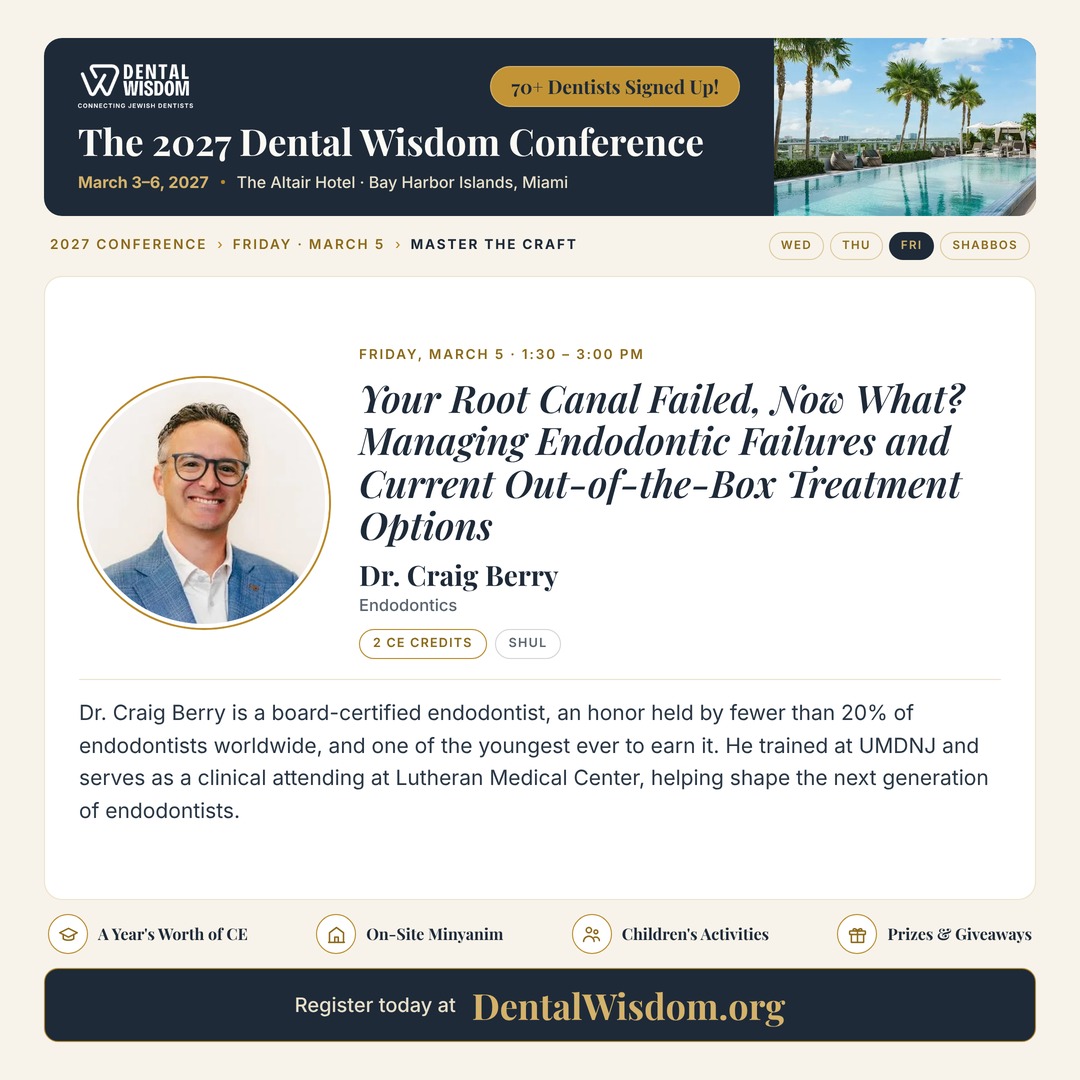 DENTAL
WISDOM
CONNECTING JEWISH DENTISTS
70+ Dentists Signed Up!
The 2027 Dental Wisdom Conference
March 3–6, 2027 • The Altair Hotel · Bay Harbor Islands, Miami
2027 CONFERENCE › FRIDAY · MARCH 5 › MASTER THE CRAFT
WED THU FRI SHABBOS
FRIDAY, MARCH 5 · 1:30 – 3:00 PM
Your Root Canal Failed, Now What?
Managing Endodontic Failures and
Current Out-of-the-Box Treatment
Options
Dr. Craig Berry
Endodontics
2 CE CREDITS SHUL
Dr. Craig Berry is a board-certified endodontist, an honor held by fewer than 20% of
endodontists worldwide, and one of the youngest ever to earn it. He trained at UMDNJ and
serves as a clinical attending at Lutheran Medical Center, helping shape the next generation
of endodontists.
A Year's Worth of CE On-Site Minyanim Children's Activities Prizes & Giveaways
Register today at DentalWisdom.org